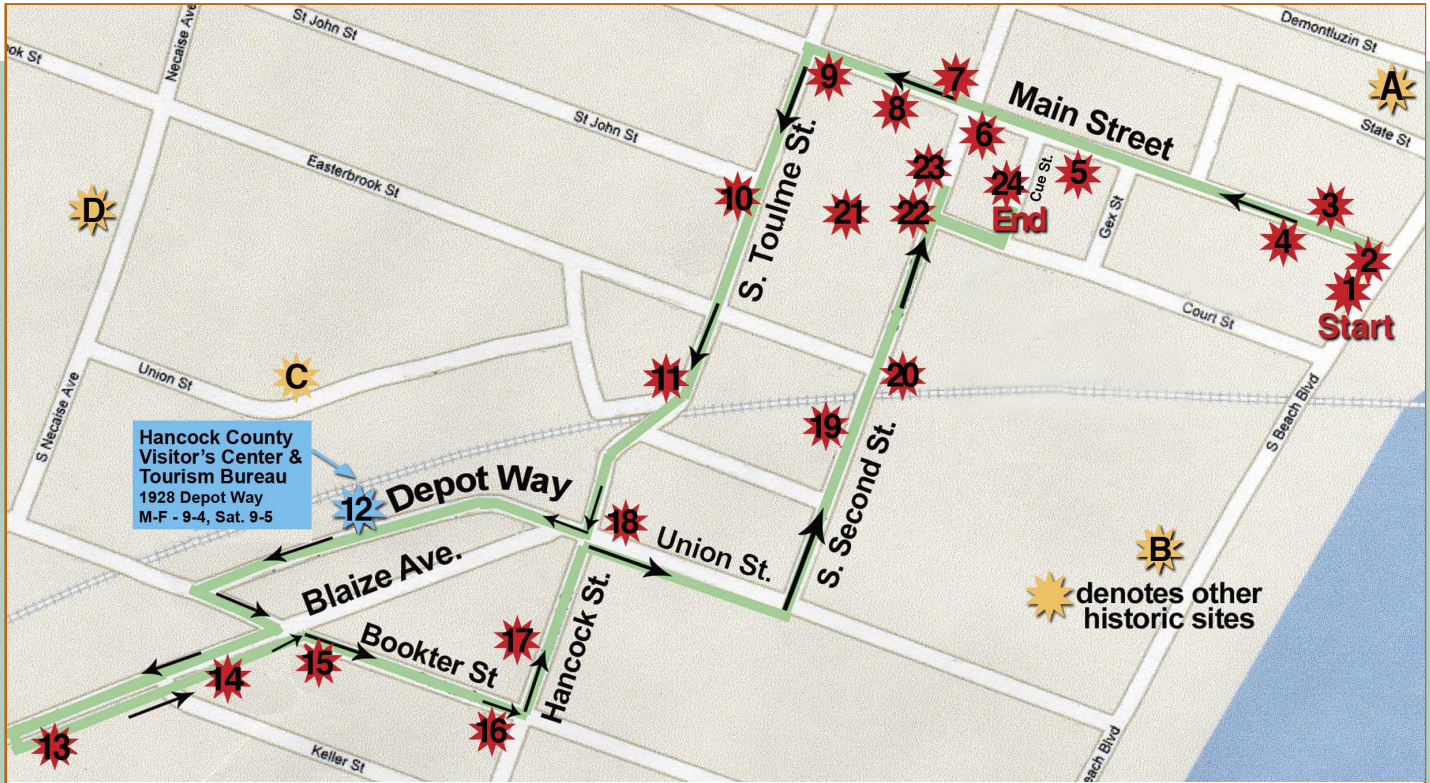 St John St
Necaise Ave
ok St
Demontluzin St
A
State St
9
7
8
Main Street
6
St John St
Easterbrook St
D
10
S. Toulme St.
23
24
Cue St.
5
21
22
End
Gex St
3
4
2
1
Start
Court St
Union St
C
11
20
S Necaise Ave
S Beach Blvd
19
Hancock County
Visitor's Center &
Tourism Bureau
1928 Depot Way
M-F - 9-4, Sat. 9-5
12
Depot Way
18
Union St.
S. Second St.
B
denotes other
historic sites
Blaize Ave.
Hancock St.
17
Bookter St
15
14
16
13
Keller St
each Blvd